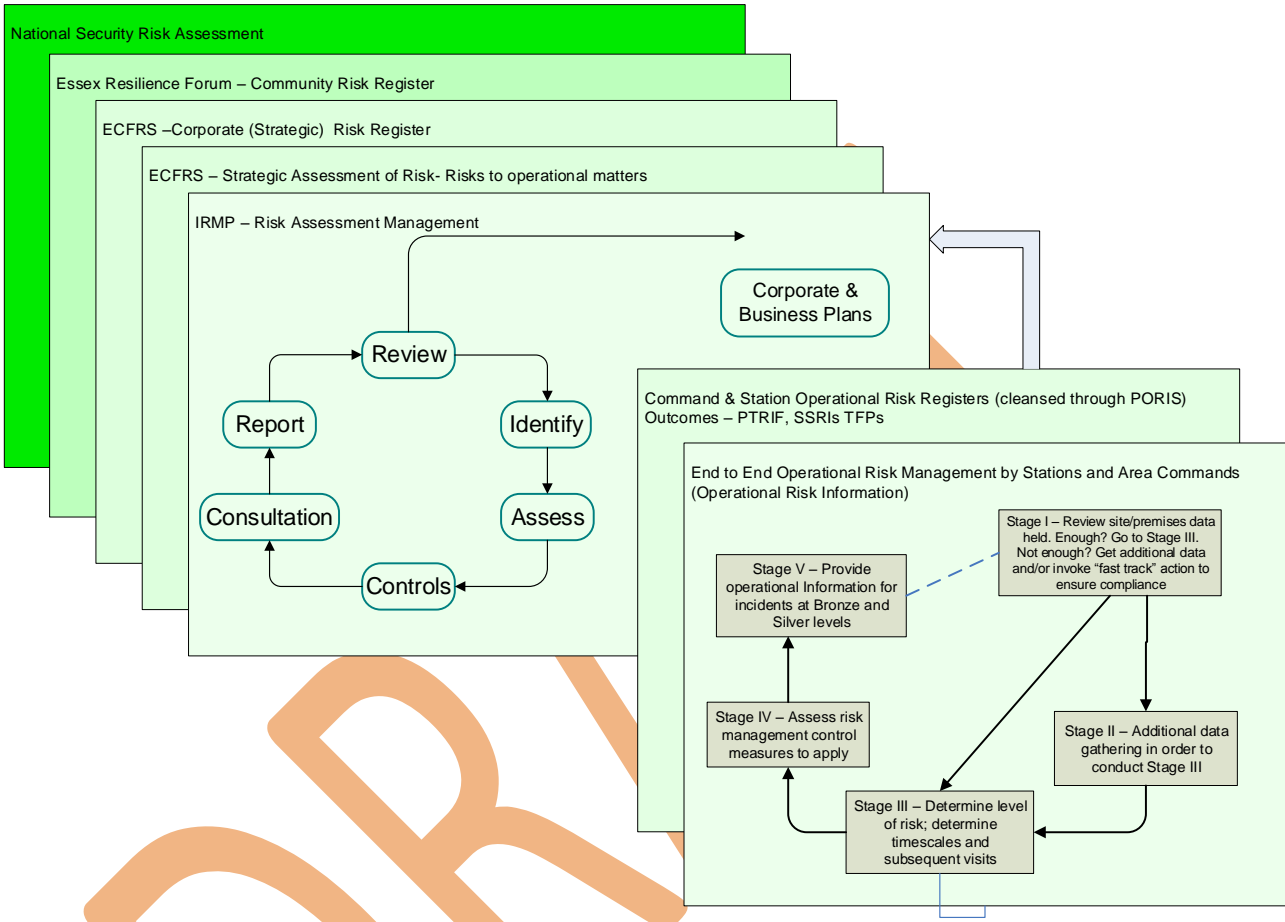 National Security Risk Assessment
Essex Resilience Forum – Community Risk Register
ECFRS –Corporate (Strategic)  Risk Register
ECFRS – Strategic Assessment of Risk- Risks to operational matters
IRMP – Risk Assessment Management
Corporate &
Business Plans
Review
Report
Identify
Consultation
Assess
Controls
Command & Station Operational Risk Registers (cleansed through PORIS)
Outcomes – PTRIF, SSRIs TFPs
End to End Operational Risk Management by Stations and Area Commands
(Operational Risk Information)
Stage I – Review site/premises data
held. Enough? Go to Stage III.
Not enough? Get additional data
and/or invoke “fast track” action to
ensure compliance
Stage V – Provide
operational Information for
incidents at Bronze and
Silver levels
Stage IV – Assess risk
management control
measures to apply
Stage II – Additional data
gathering in order to
conduct Stage III
Stage III – Determine level
of risk; determine
timescales and
subsequent visits